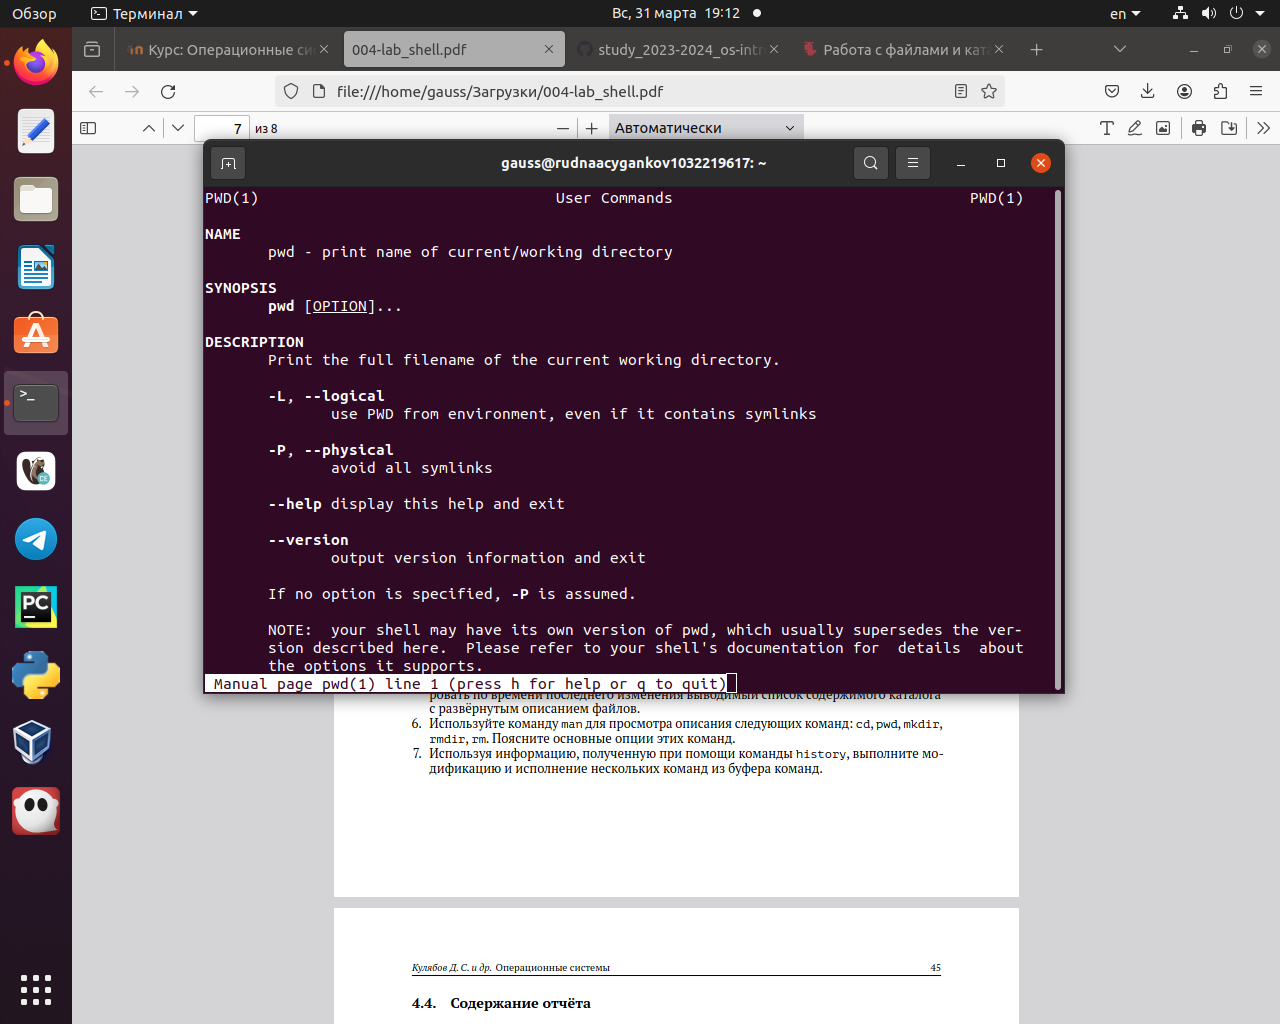 Обзор
Терминал
Вс, 31 марта 19:12
en
Курс: Операционные си
004-lab_shell.pdf
study_2023-2024_os-intr
Работа с файлами и ката
file:///home/gauss/Загрузки/004-lab_shell.pdf
7 из 8
Автоматически
gauss@rudnaacygankov1032219617: ~
PWD(1) User Commands PWD(1)
NAME
pwd - print name of current/working directory
SYNOPSIS
pwd [OPTION]...
DESCRIPTION
Print the full filename of the current working directory.
-L, --logical
use PWD from environment, even if it contains symlinks
-P, --physical
avoid all symlinks
--help display this help and exit
--version
output version information and exit
If no option is specified, -P is assumed.
NOTE: your shell may have its own version of pwd, which usually supersedes the ver-
sion described here. Please refer to your shell's documentation for details about
the options it supports.
Manual page pwd(1) line 1 (press h for help or q to quit)
ровать по времени последнего изменения выводимый список содержимого каталога
с развёрнутым описанием файлов.
6. Используйте команду man для просмотра описания следующих команд: cd, pwd, mkdir,
rmdir, rm. Поясните основные опции этих команд.
7. Используя информацию, полученную при помощи команды history, выполните мо-
дификацию и исполнение нескольких команд из буфера команд.
Кулябов Д. С. и др. Операционные системы 45
4.4. Содержание отчёта
PC
CE